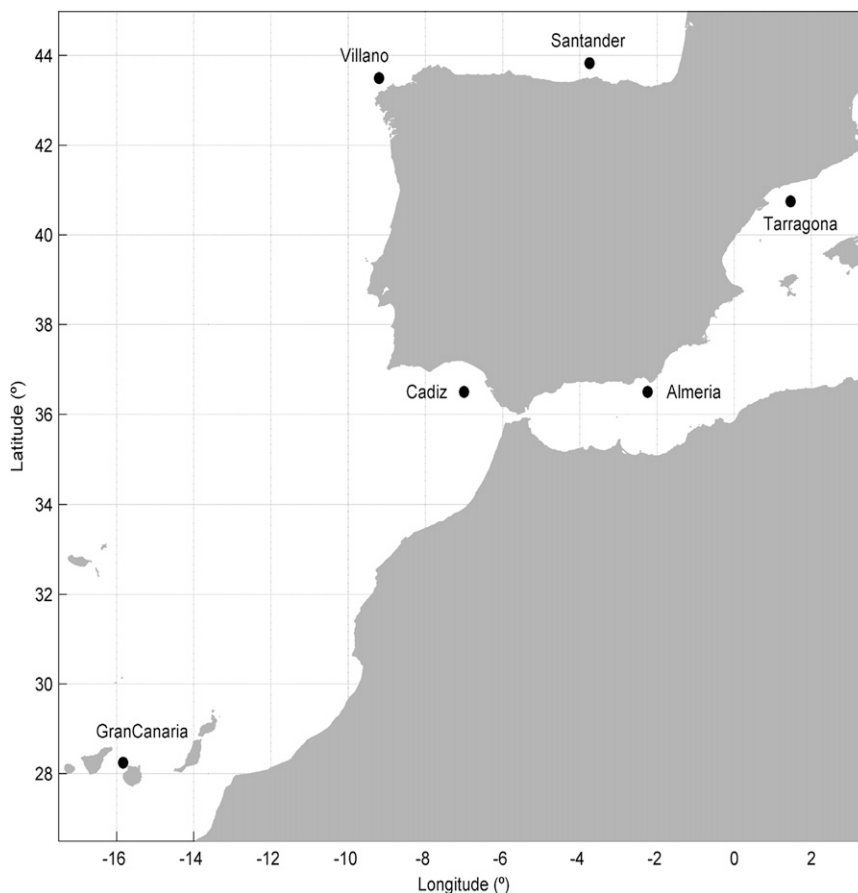 Villano
Santander
Tarragona
Cadiz
Almeria
GranCanaria
44
42
40
38
36
34
32
30
28
Latitude (º)
-16
-14
-12
-10
-8
-6
-4
-2
0
2
Longitude (º)